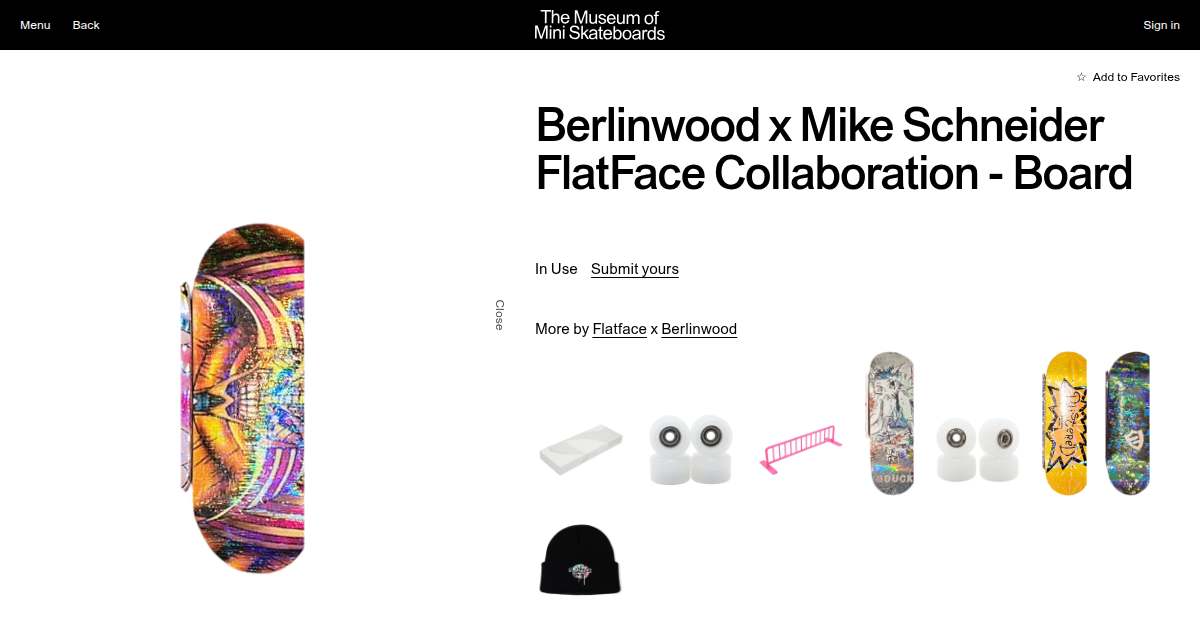 Menu Back
The Museum of
Mini Skateboards
Sign in
☆ Add to Favorites
Berlinwood x Mike Schneider
FlatFace Collaboration - Board
In Use Submit yours
Close
More by Flatface x Berlinwood
DUCK